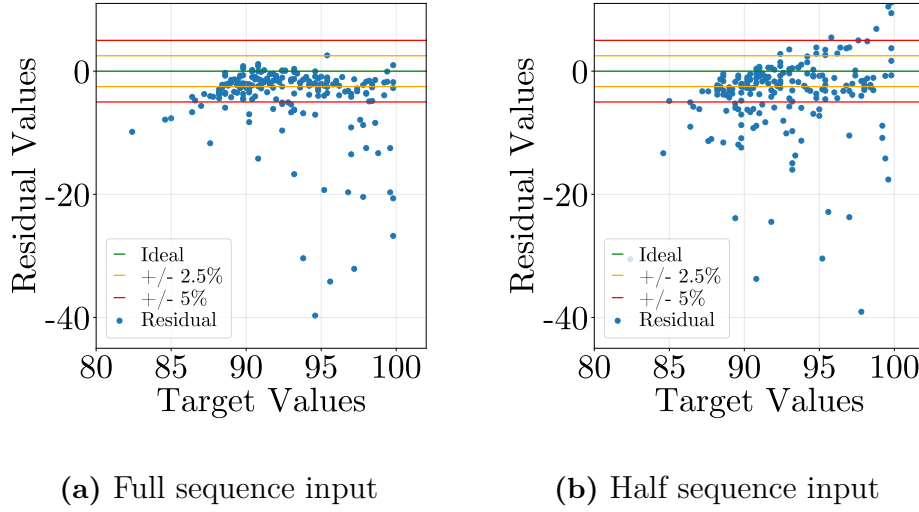 0
-20
-40
Residual Values
Ideal
+/- 2.5%
+/- 5%
Residual
80 85 90 95 100
Target Values
(a) Full sequence input
0
-20
-40
Residual Values
Ideal
+/- 2.5%
+/- 5%
Residual
80 85 90 95 100
Target Values
(b) Half sequence input